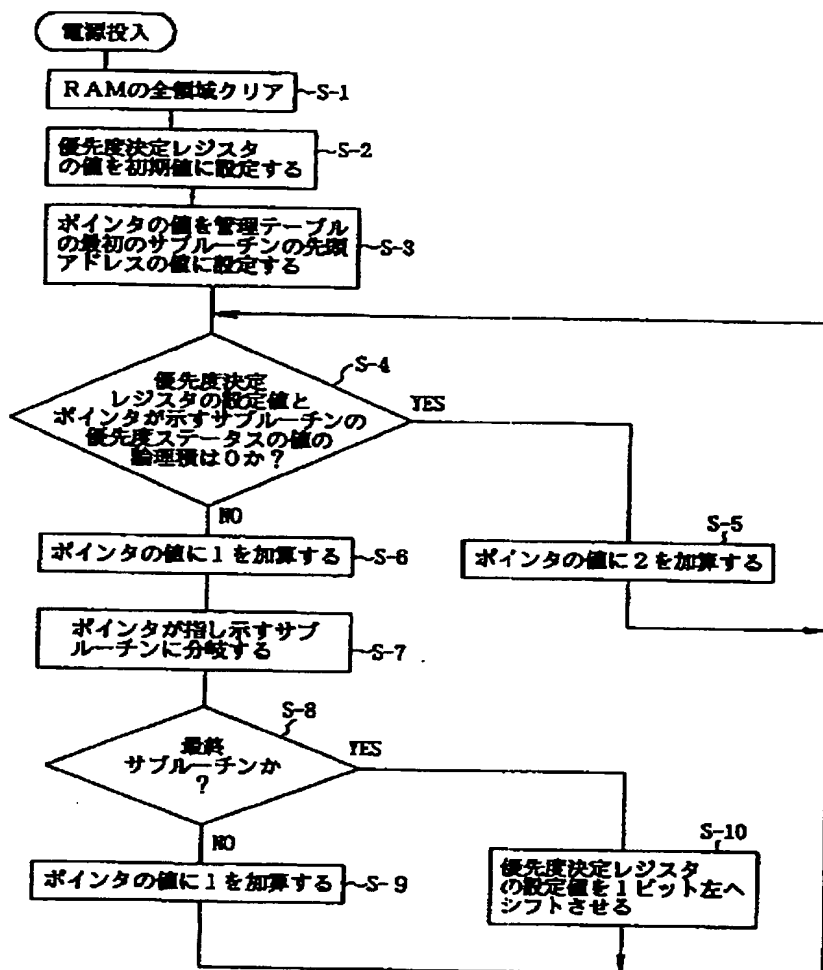 電源投入
RAMの全領域クリア
S-1
優先度決定レジスタ
の値を初期値に設定する
S-2
ポインタの値を管理テーブル
の最初のサブルーチンの先頭
アドレスの値に設定する
S-3
S-4
優先度決定
レジスタの設定値と
ポインタが示すサブルーチンの
優先度ステータスの値の
論理積は0か?
YES
NO
S-5
ポインタの値に2を加算する
ポインタの値に1を加算する
S-6
ポインタが指し示すサブ
ルーチンに分岐する
S-7
S-8
最終
サブルーチンか
?
YES
NO
ポインタの値に1を加算する
S-9
S-10
優先度決定レジスタ
の設定値を1ビット左へ
シフトさせる